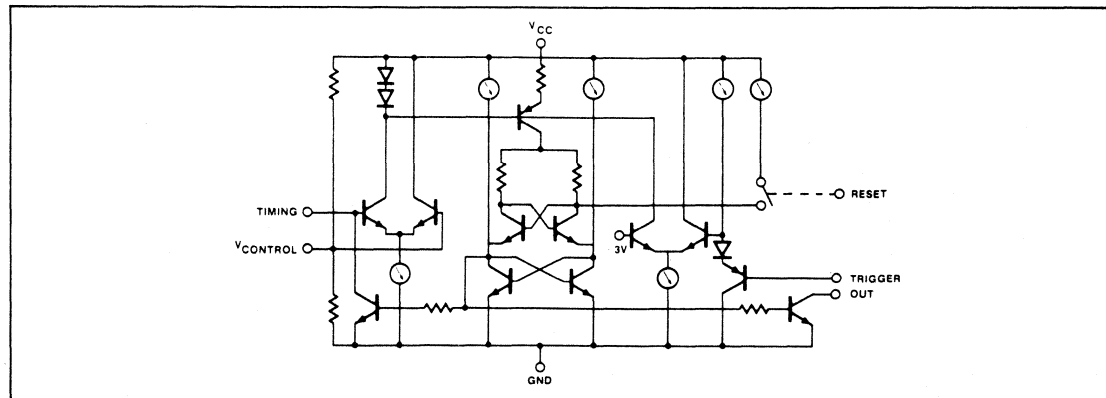 VCC
RESET
TIMING
VCONTROL
3V
TRIGGER
OUT
GND